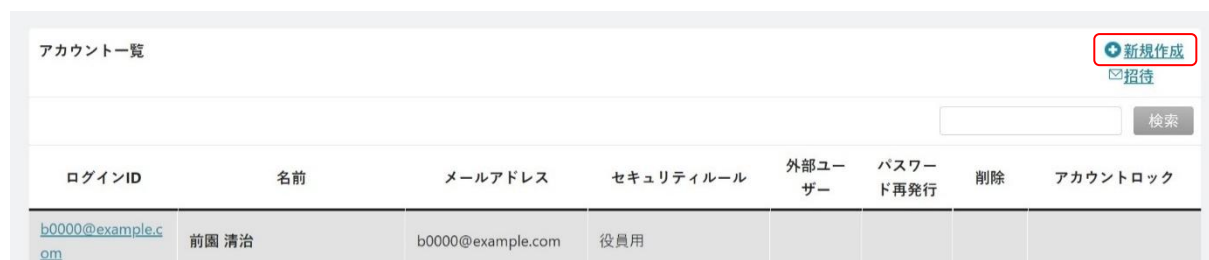 アカウント一覧
新規作成
招待
検索
ログインID 名前 メールアドレス セキュリティルール 外部ユー パスワー 削除 アカウントロック
ザー ド再発行
b0000@example.c 前園 清治 b0000@example.com 役員用
om